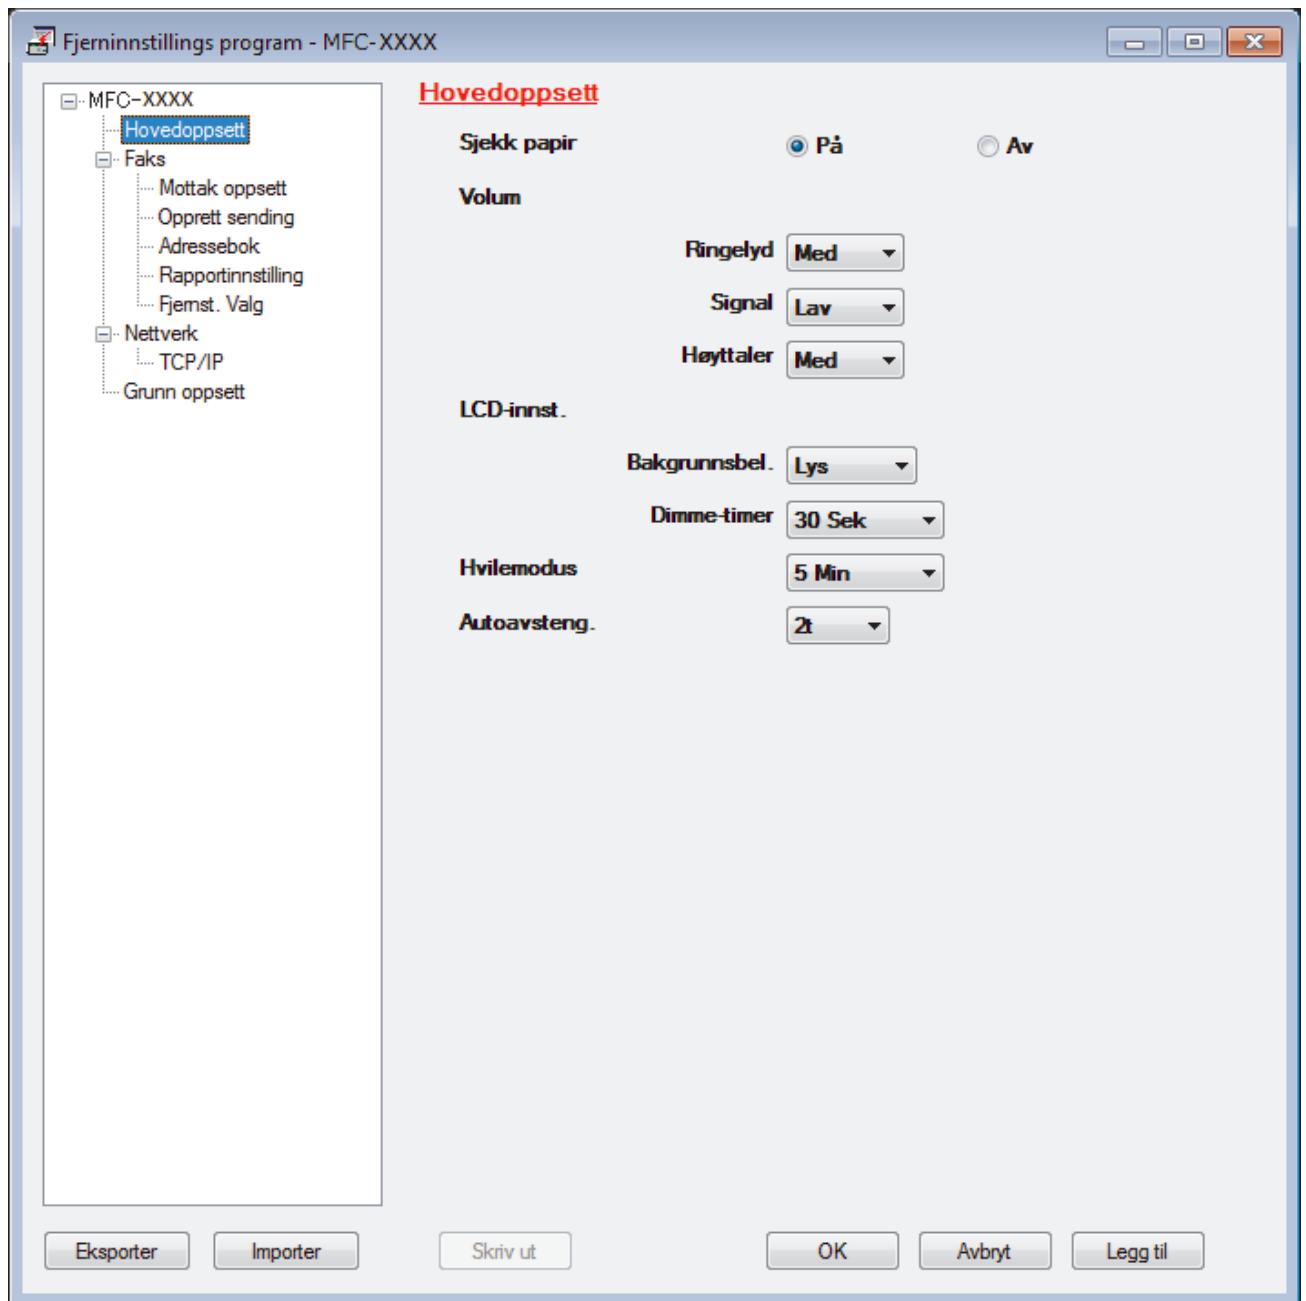 Fjerninnstillings program - MFC-XXXX
MFC-XXXX
Hovedoppsett
Faks
Mottak oppsett
Opprett sending
Adressebok
Rapportinnstilling
Fjernst. Valg
Nettverk
TCP/IP
Grunn oppsett
Hovedoppsett
Sjekk papir På Av
Volum
Ringelyd Med
Signal Lav
Høyttaler Med
LCD-innst.
Bakgrunnsbel. Lys
Dimme-timer 30 Sek
Hvilemodus 5 Min
Autoavsteng. 2t
Eksporter Importer Skriv ut OK Avbryt Legg til